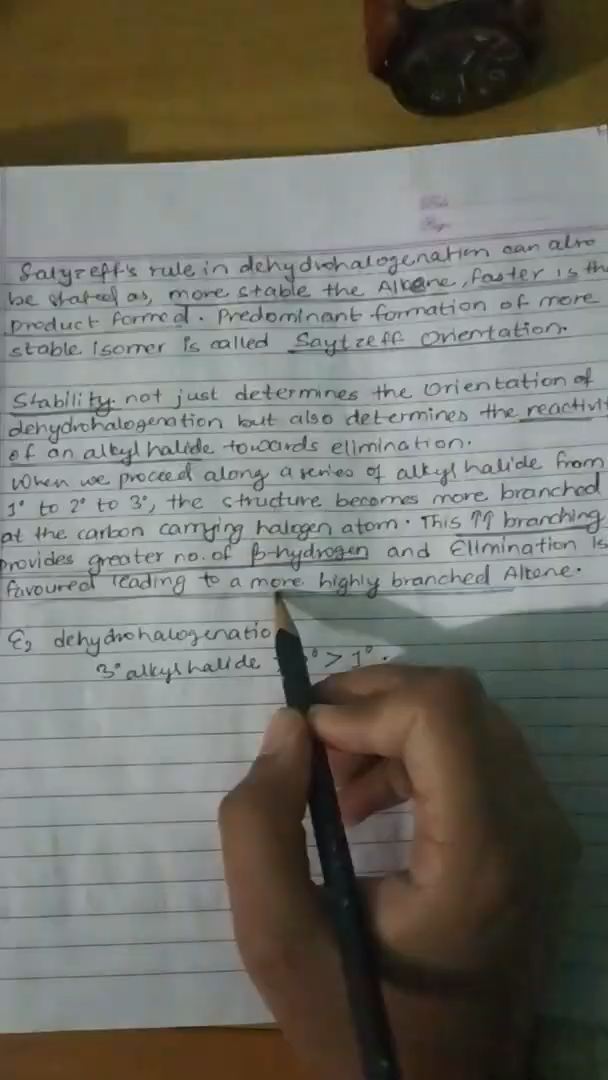 Satyzeff's rule in dehydrohalogenation can also
be stated as, more stable the Alkene, faster is the
product formed. Predominant formation of more
stable isomer is called Saytzeff Orientation.
Stability not just determines the Orientation of
dehydrohalogenation but also determines the reactivit
of an alkyl halide towards elimination.
When we proceed along a series of alkyl halide from
1° to 2° to 3°, the structure becomes more branched
at the carbon carrying halogen atom. This ↑↑ branching
provides greater no. of β-hydrogen and Elimination is
favoured leading to a more highly branched Alkene.
E₂ dehydrohalogenatio
3° alkyl halide ° > 1°.